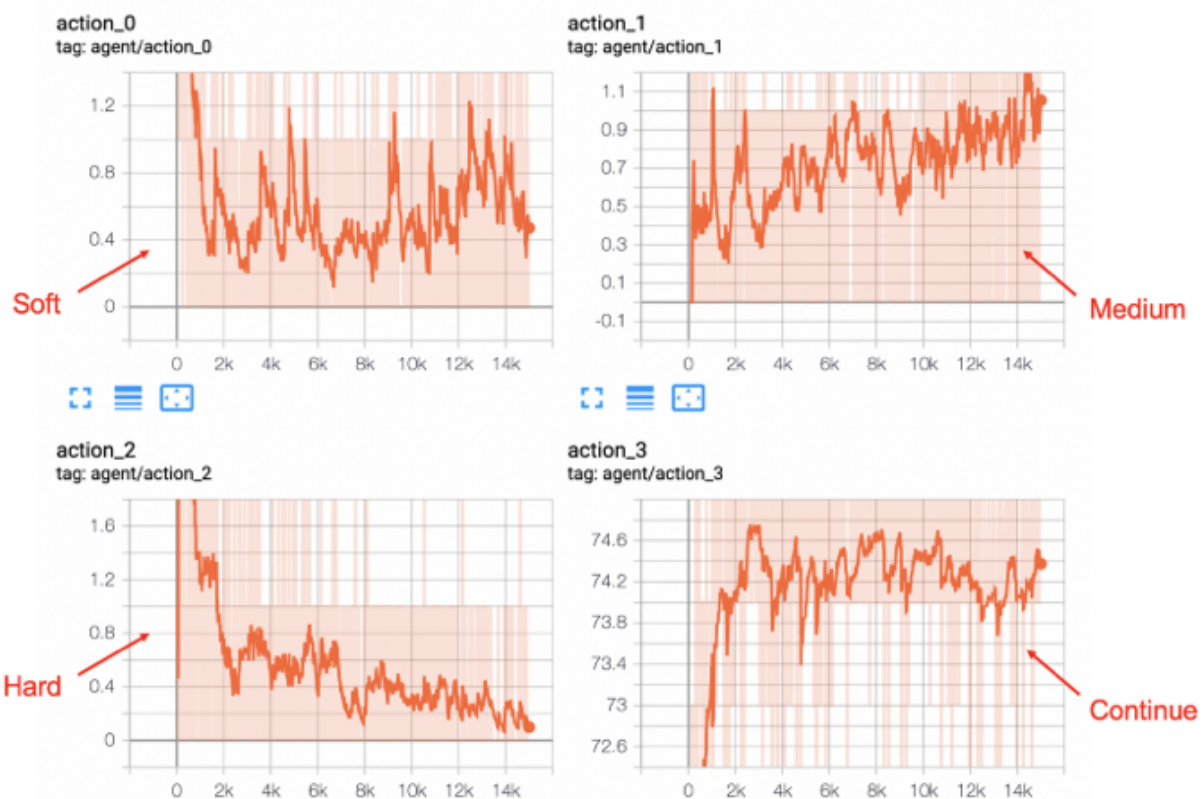 action_0
tag: agent/action_0
1.2
0.8
0.4
0
0 2k 4k 6k 8k 10k 12k 14k
Soft
action_1
tag: agent/action_1
1.1
0.9
0.7
0.5
0.3
0.1
-0.1
0 2k 4k 6k 8k 10k 12k 14k
Medium
action_2
tag: agent/action_2
1.6
1.2
0.8
0.4
0
0 2k 4k 6k 8k 10k 12k 14k
Hard
action_3
tag: agent/action_3
74.6
74.2
73.8
73.4
73
72.6
0 2k 4k 6k 8k 10k 12k 14k
Continue